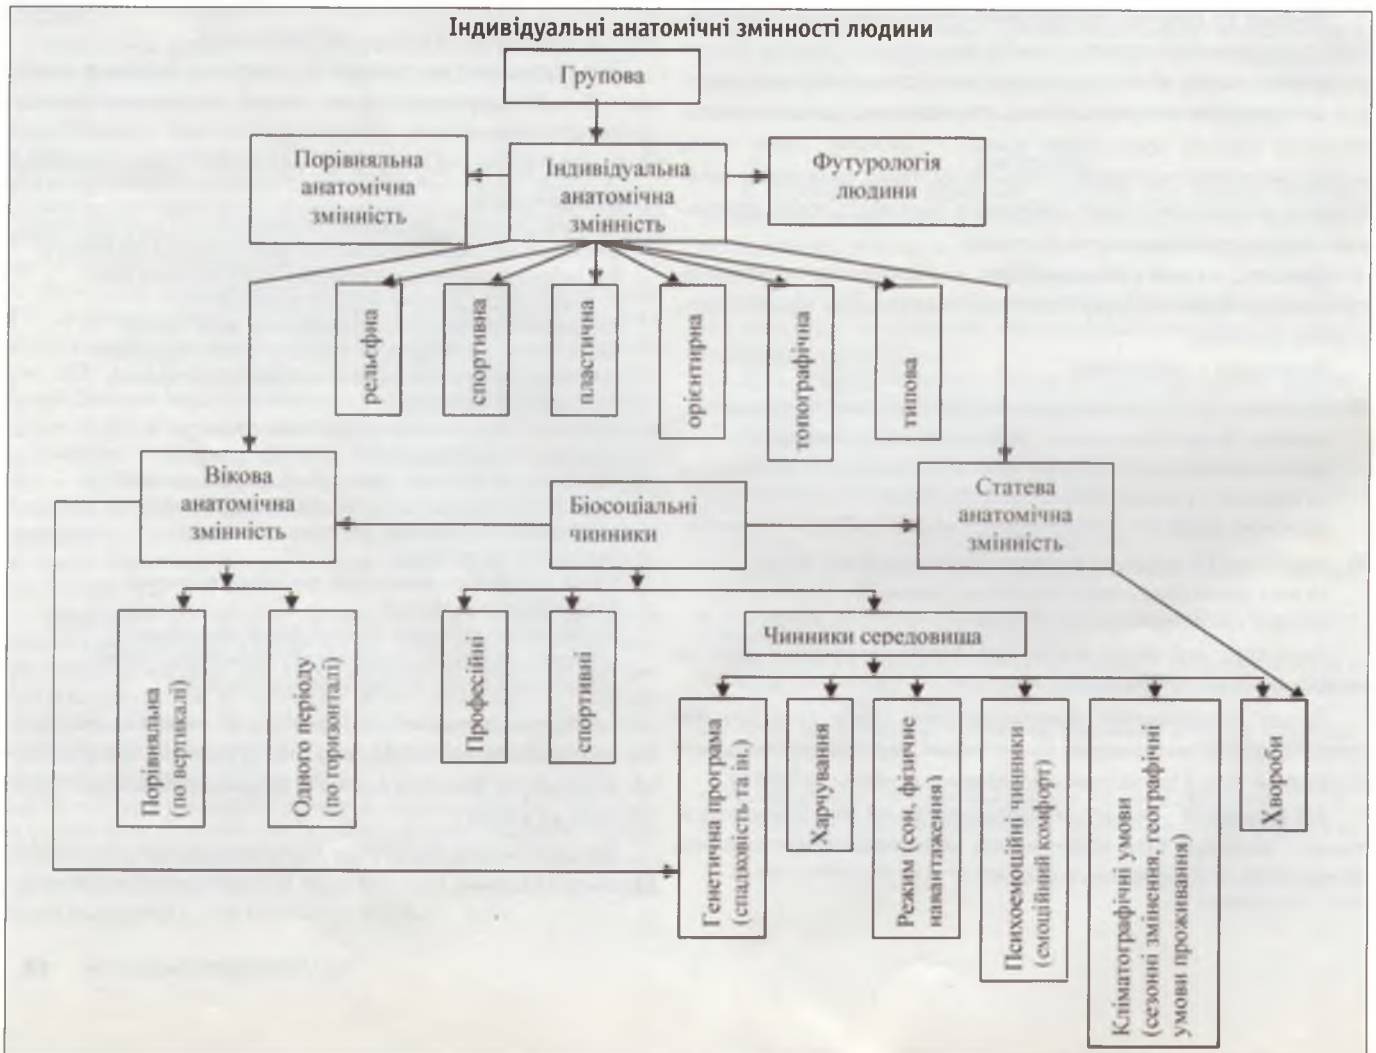 Індивідуальні анатомічні змінності людини
Групова
Порівняльна
анатомічна
змінність
Індивідуальна
анатомічна
змінність
Футурологія
людини
рельєфна
спортивна
пластична
орієнтирна
топографічна
типова
Вікова
анатомічна
змінність
Біосоціальні
чинники
Статева
анатомічна
змінність
Порівняльна
(по вертикалі)
Одного періоду
(по горизонталі)
Професійні
спортивні
Чинники середовища
Генетична програма
(спадковість та ін.)
Харчування
Режим (сон, фізичне
навантаження)
Психоемоційні чинники
(емоційний комфорт)
Кліматографічні умови
(сезонні змінення, географічні
умови проживання)
Хвороби